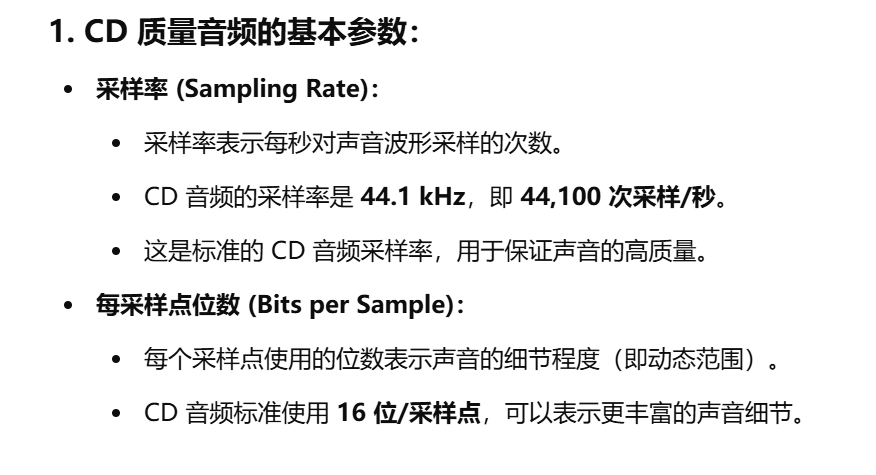 1. CD 质量音频的基本参数：
• 采样率 (Sampling Rate)：
• 采样率表示每秒对声音波形采样的次数。
• CD 音频的采样率是 44.1 kHz，即 44,100 次采样/秒。
• 这是标准的 CD 音频采样率，用于保证声音的高质量。
• 每采样点位数 (Bits per Sample)：
• 每个采样点使用的位数表示声音的细节程度（即动态范围）。
• CD 音频标准使用 16 位/采样点，可以表示更丰富的声音细节。